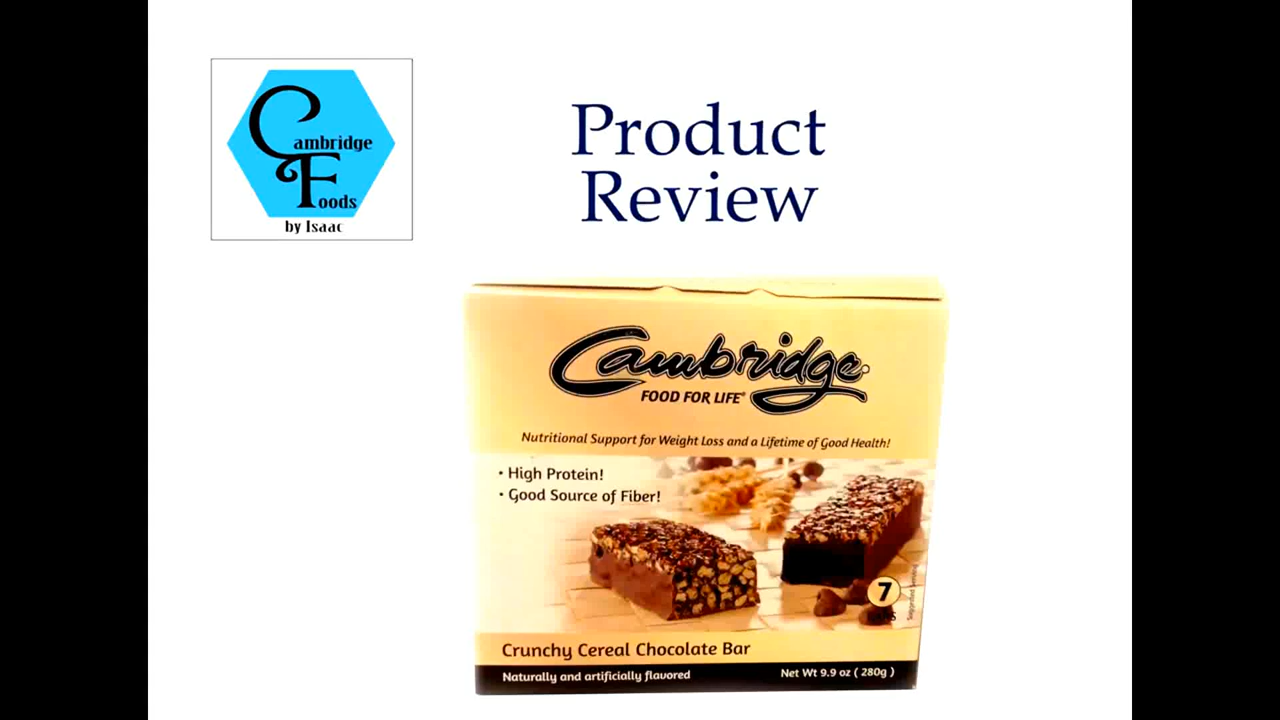 Cambridge
Foods
by Isaac
Product
Review
Cambridge
FOOD FOR LIFE®
Nutritional Support for Weight Loss and a Lifetime of Good Health!
• High Protein!
• Good Source of Fiber!
7
Suggested Serving
Crunchy Cereal Chocolate Bar
Naturally and artificially flavored
Net Wt 9.9 oz ( 280g )